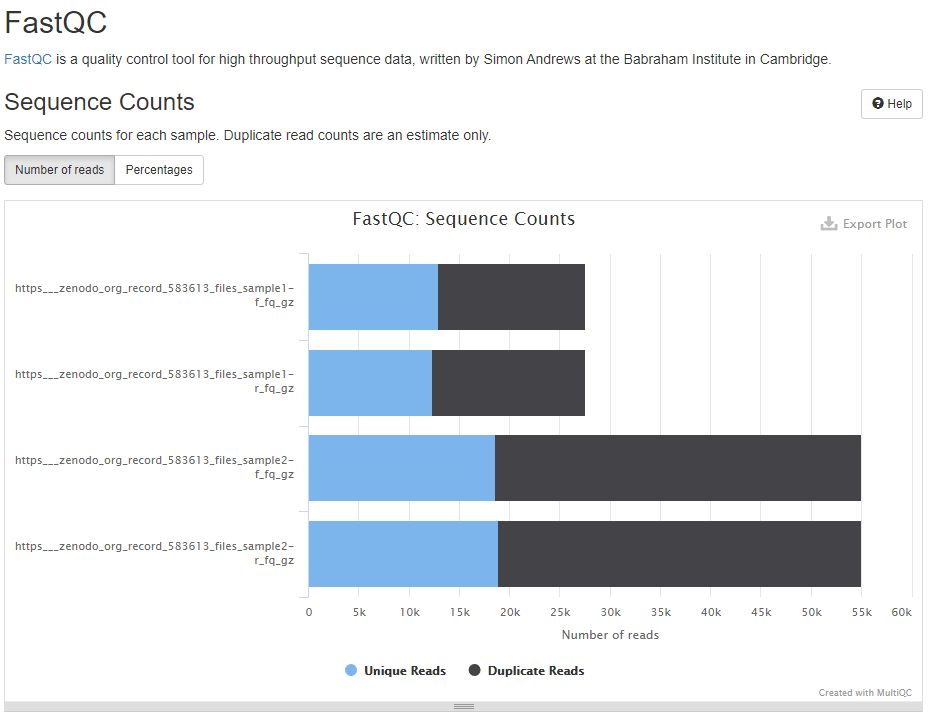 FastQC
FastQC is a quality control tool for high throughput sequence data, written by Simon Andrews at the Babraham Institute in Cambridge.
Sequence Counts
Help
Sequence counts for each sample. Duplicate read counts are an estimate only.
Number of reads Percentages
FastQC: Sequence Counts
Export Plot
https___zenodo_org_record_583613_files_sample1-
f_fq_gz
https___zenodo_org_record_583613_files_sample1-
r_fq_gz
https___zenodo_org_record_583613_files_sample2-
f_fq_gz
https___zenodo_org_record_583613_files_sample2-
r_fq_gz
0 5k 10k 15k 20k 25k 30k 35k 40k 45k 50k 55k 60k
Number of reads
Unique Reads Duplicate Reads
Created with MultiQC